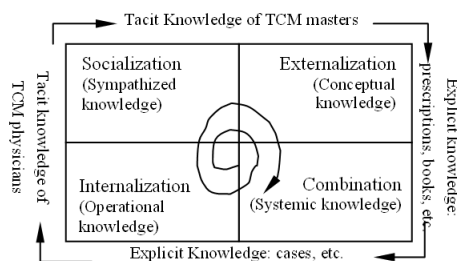 Tacit Knowledge of TCM masters
Socialization
(Sympathized
knowledge)
Externalization
(Conceptual
knowledge)
Internalization
(Operational
knowledge)
Combination
(Systemic knowledge)
Tacit knowledge of
TCM physicians
Explicit knowledge:
prescriptions, books, etc.
Explicit Knowledge: cases, etc.